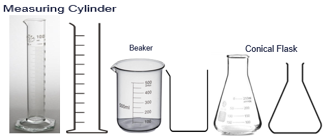 Measuring Cylinder
Beaker
Conical Flask